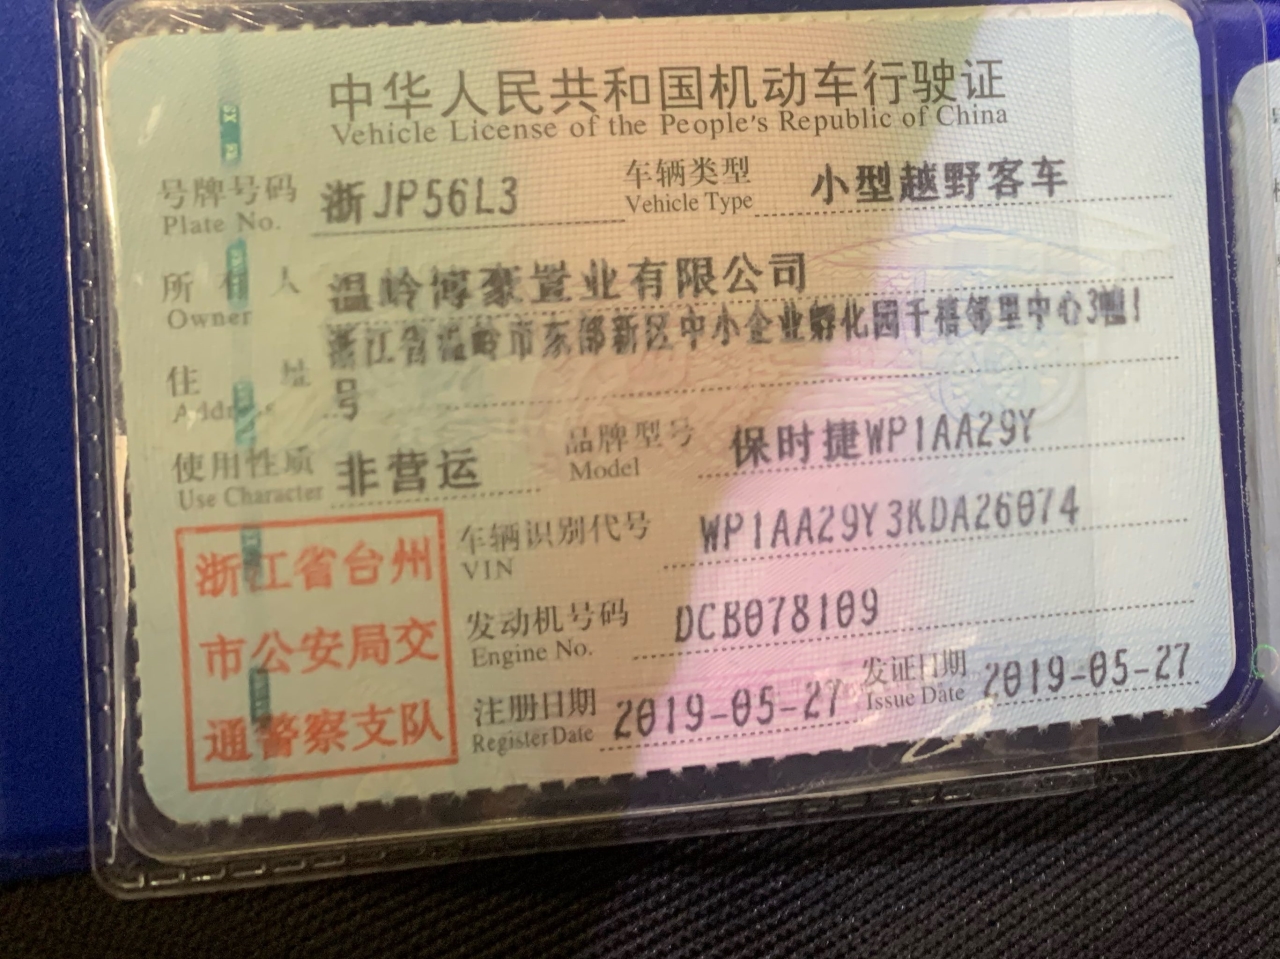 中华人民共和国机动车行驶证
Vehicle License of the People's Republic of China
号牌号码 浙JP56L3 车辆类型 小型越野客车
Plate No. Vehicle Type
所有人 温岭博豪置业有限公司
Owner
浙江省温岭市东部新区中小企业孵化园千禧邻里中心3幢1
住址 号
Address
使用性质 非营运 品牌型号 保时捷WP1AA29Y
Use Character Model
车辆识别代号 WP1AA29Y3KDA26074
VIN
发动机号码 DCB078109
Engine No.
注册日期 2019-05-27 发证日期 2019-05-27
Register Date Issue Date
浙江省台州
市公安局交
通警察支队